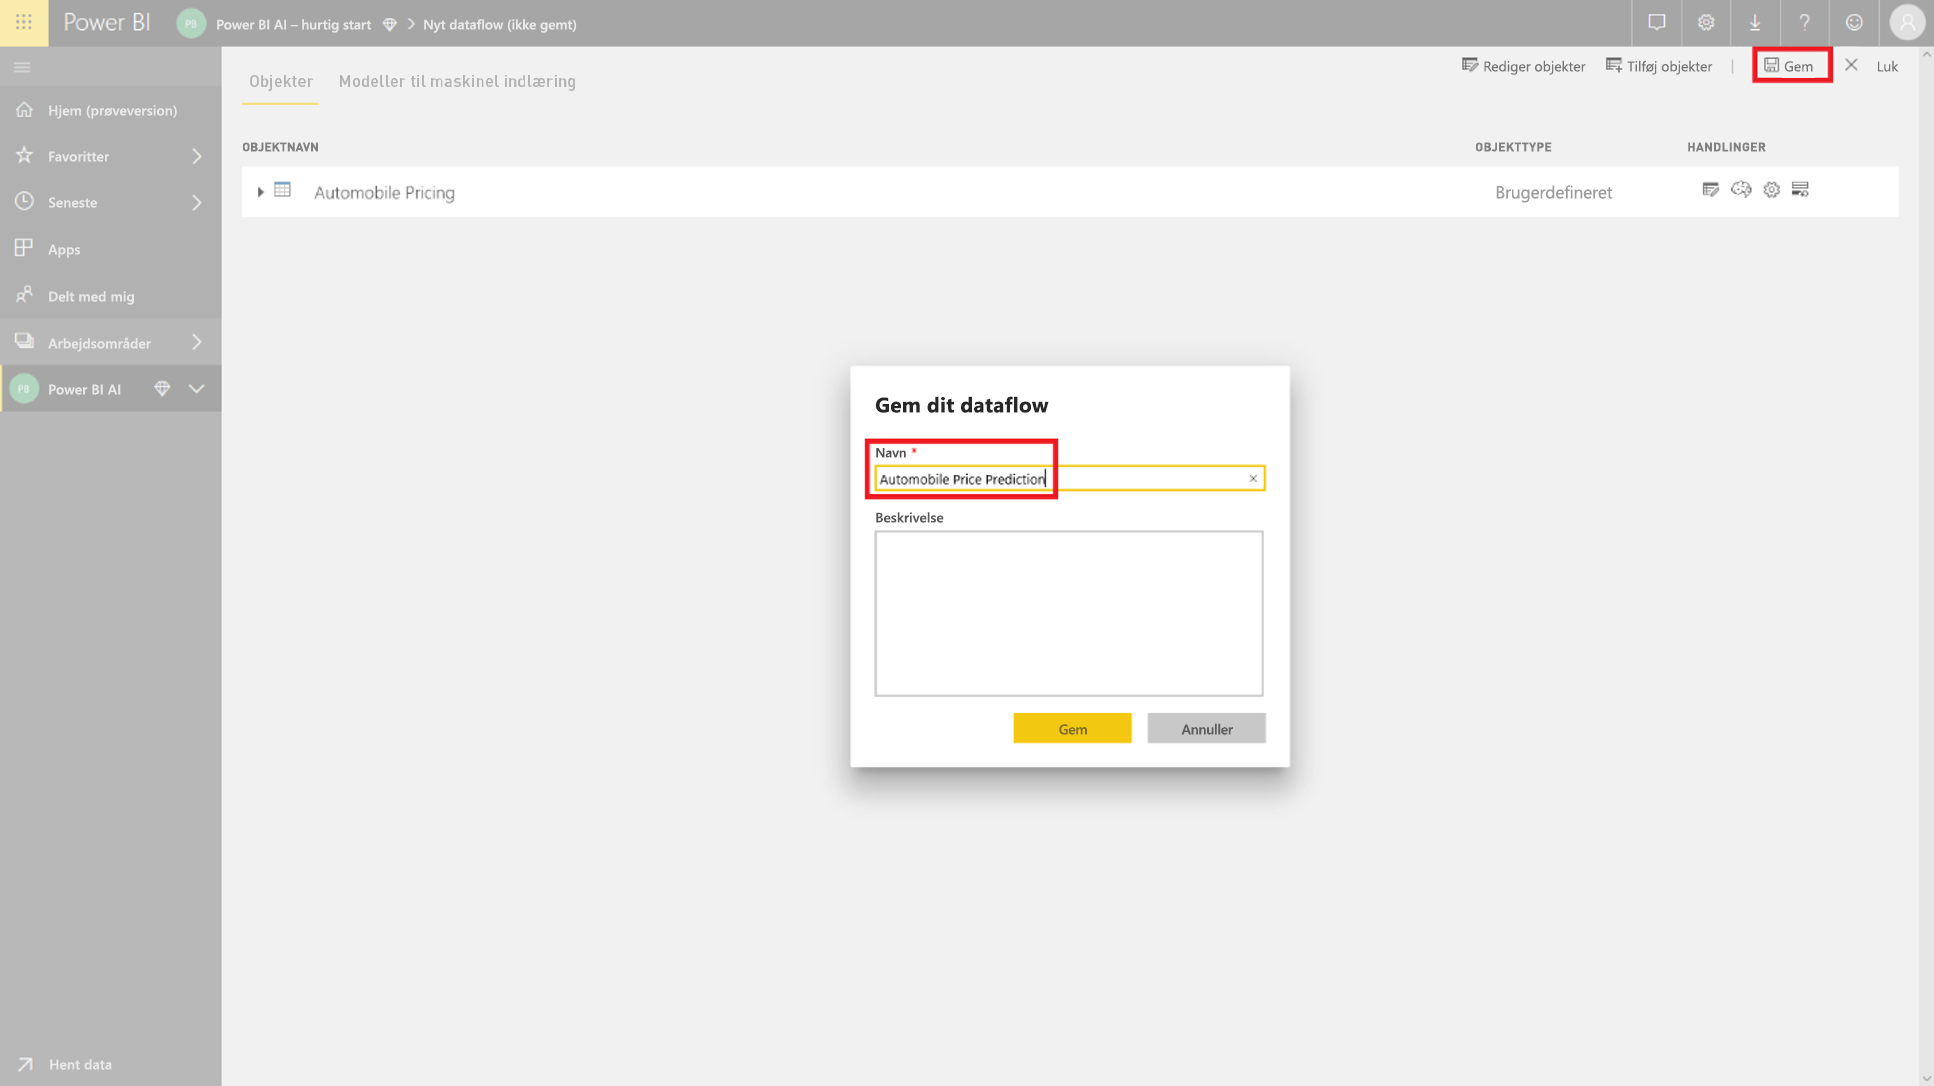 Power BI
PB
Power BI AI – hurtig start
Nyt dataflow (ikke gemt)
?
Objekter
Modeller til maskinel indlæring
Rediger objekter
Tilføj objekter
|
Gem
Luk
Hjem (prøveversion)
Favoritter
Seneste
Apps
Delt med mig
Arbejdsområder
PB
Power BI AI
Hent data
OBJEKTNAVN
OBJEKTTYPE
HANDLINGER
Automobile Pricing
Brugerdefineret
Gem dit dataflow
Navn *
Automobile Price Prediction
Beskrivelse
Gem
Annuller